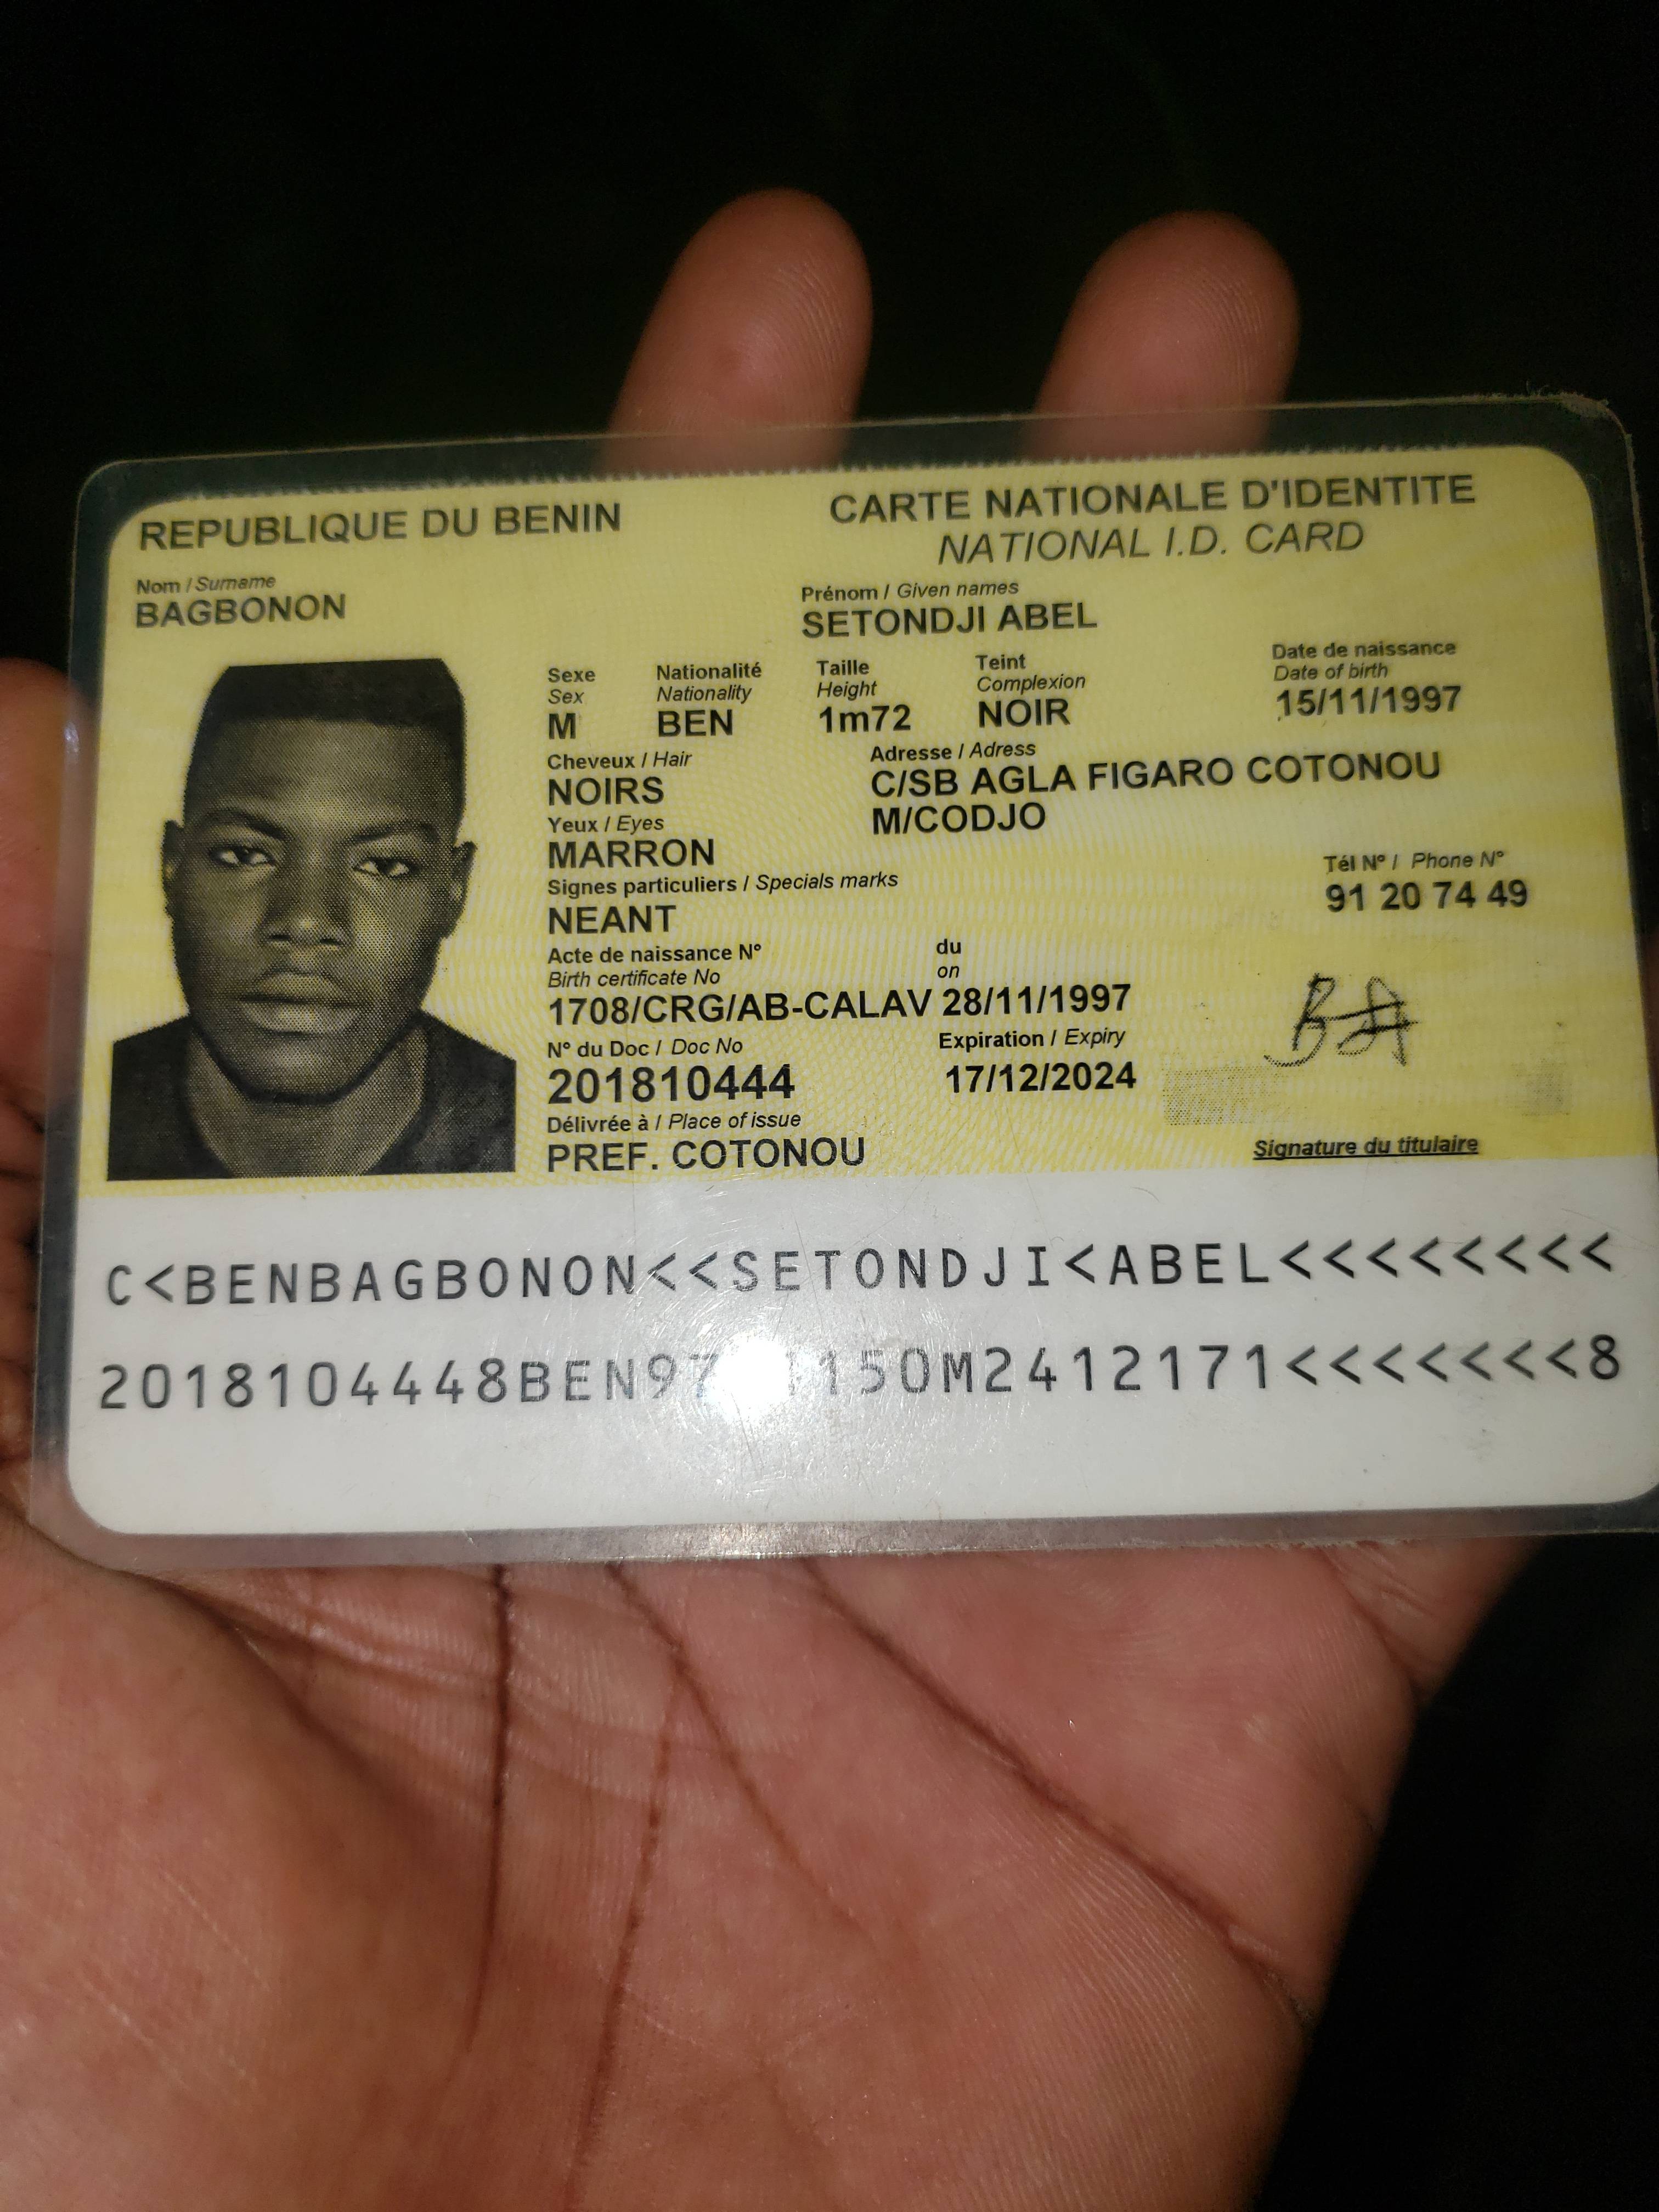 REPUBLIQUE DU BENIN
CARTE NATIONALE D'IDENTITE
NATIONAL I.D. CARD
Nom / Surname
BAGBONON
Prénom / Given names
SETONDJI ABEL
Sexe Nationalité Taille Teint Date de naissance
Sex Nationality Height Complexion Date of birth
M BEN 1m72 NOIR 15/11/1997
Cheveux / Hair Adresse / Adress
NOIRS C/SB AGLA FIGARO COTONOU
Yeux / Eyes M/CODJO
MARRON Tél N° / Phone N°
Signes particuliers / Specials marks 91 20 74 49
NEANT
Acte de naissance N° du
Birth certificate No on
1708/CRG/AB-CALAV 28/11/1997
N° du Doc / Doc No Expiration / Expiry
201810444 17/12/2024
Délivrée à / Place of issue
PREF. COTONOU Signature du titulaire
C<BENBAGBONON<<SETONDJI<ABEL<<<<<<<<
2018104448BEN97 1150M2412171<<<<<<<8